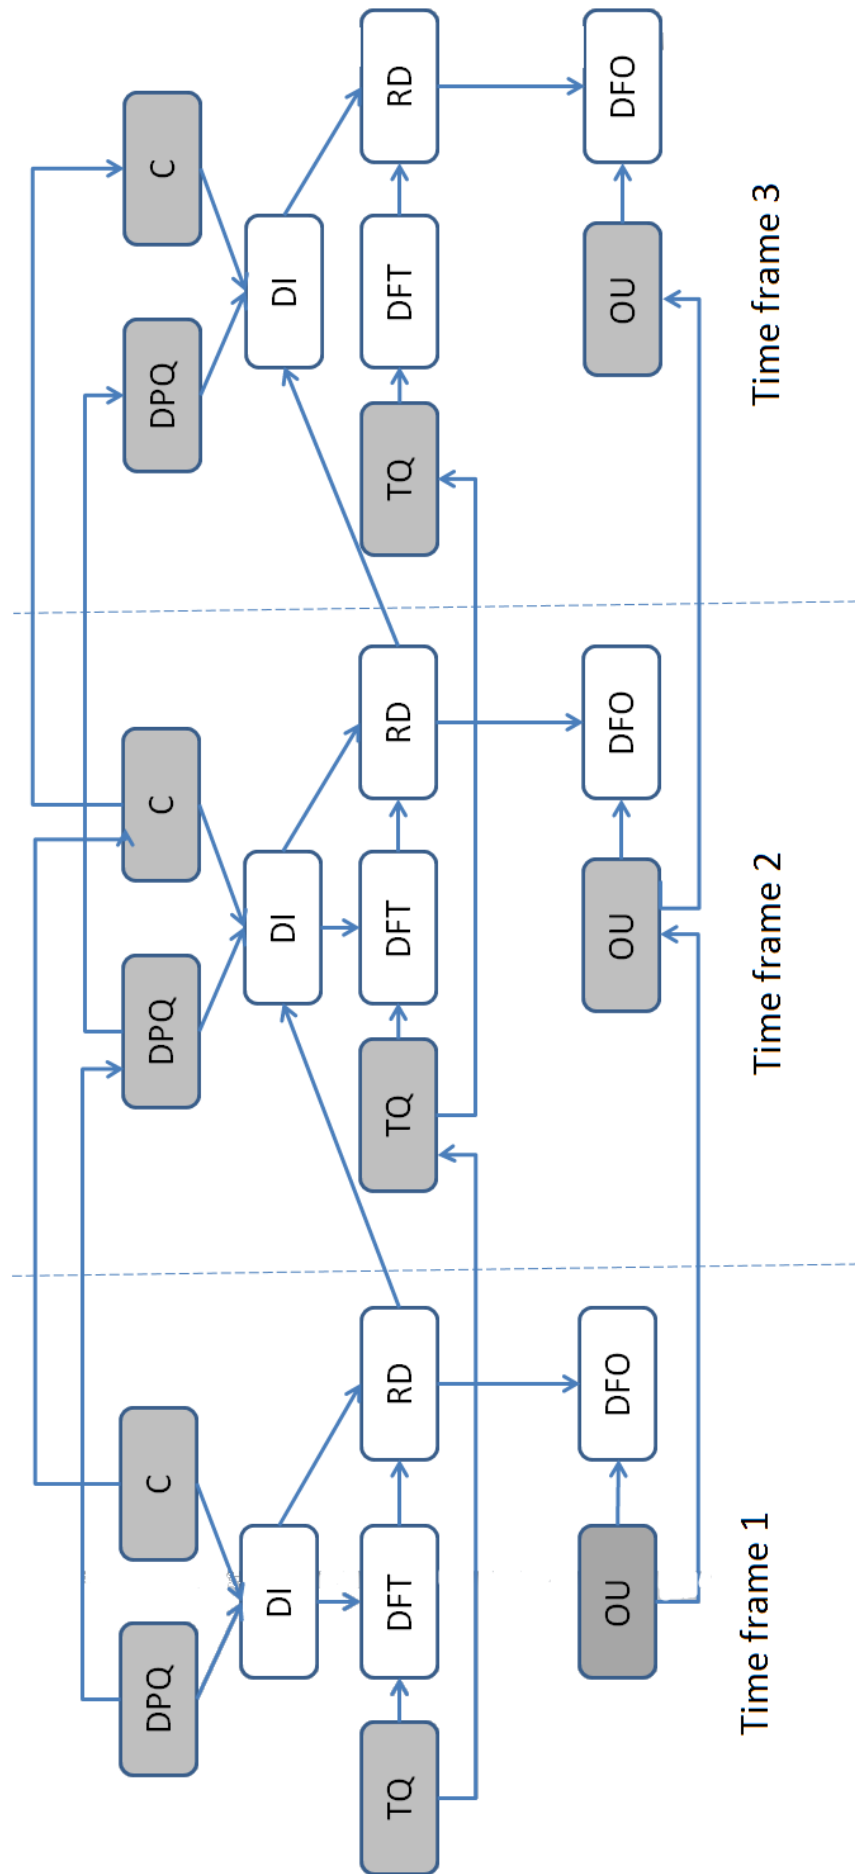 DPQ
C
DI
TQ
DFT
RD
OU
DFO
Time frame 1
DPQ
C
DI
TQ
DFT
RD
OU
DFO
Time frame 2
DPQ
C
DI
TQ
DFT
RD
OU
DFO
Time frame 3